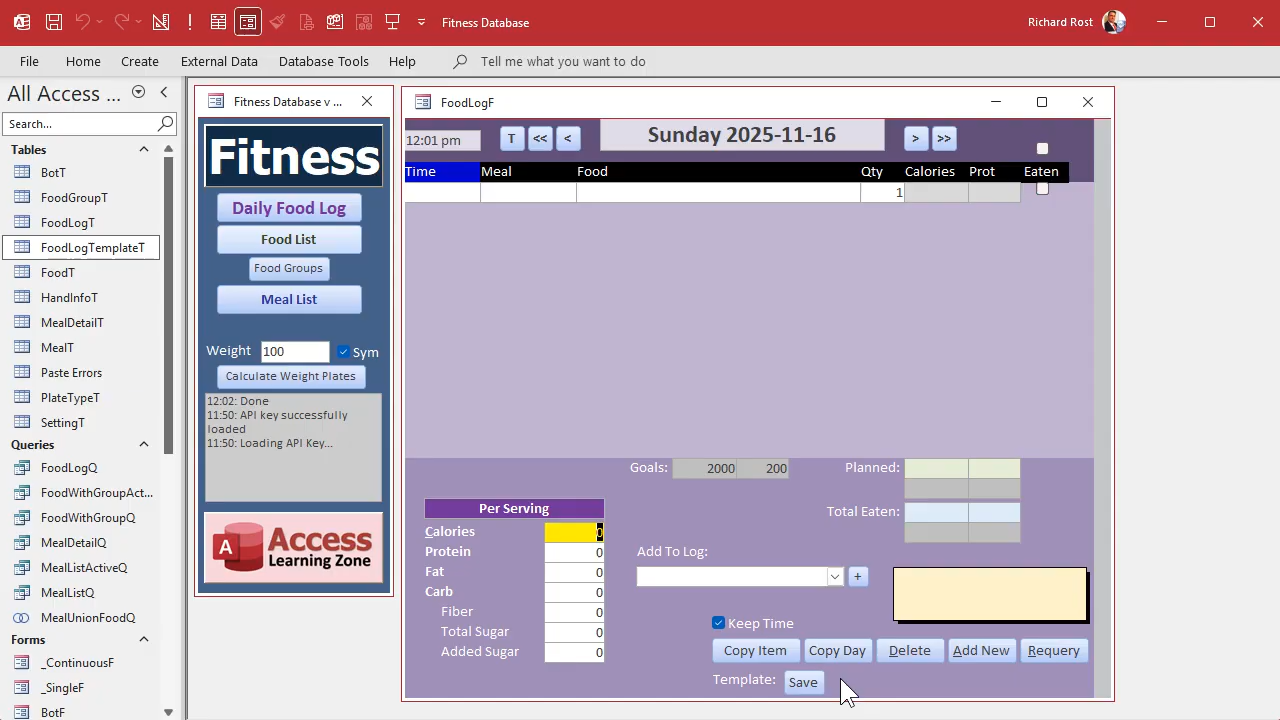 Fitness Database
Richard Rost
File Home Create External Data Database Tools Help Tell me what you want to do
All Access ...
Search...
Tables
BotT
FoodGroupT
FoodLogT
FoodLogTemplateT
FoodT
HandInfoT
MealDetailT
MealT
Paste Errors
PlateTypeT
SettingT
Queries
FoodLogQ
FoodWithGroupAct...
FoodWithGroupQ
MealDetailQ
MealListActiveQ
MealListQ
MealUnionFoodQ
Forms
_ContinuousF
_SingleF
BotF
Fitness Database v ...
Fitness
Daily Food Log
Food List
Food Groups
Meal List
Weight 100 Sym
Calculate Weight Plates
12:02: Done
11:50: API key successfully
loaded
11:50: Loading API Key...
Access
Learning Zone
FoodLogF
12:01 pm T << < Sunday 2025-11-16 > >>
Time Meal Food Qty Calories Prot Eaten
1
Goals: 2000 200 Planned:
Total Eaten:
Per Serving
Calories 0
Protein 0
Fat 0
Carb 0
Fiber 0
Total Sugar 0
Added Sugar 0
Add To Log:
+
Keep Time
Copy Item Copy Day Delete Add New Requery
Template: Save